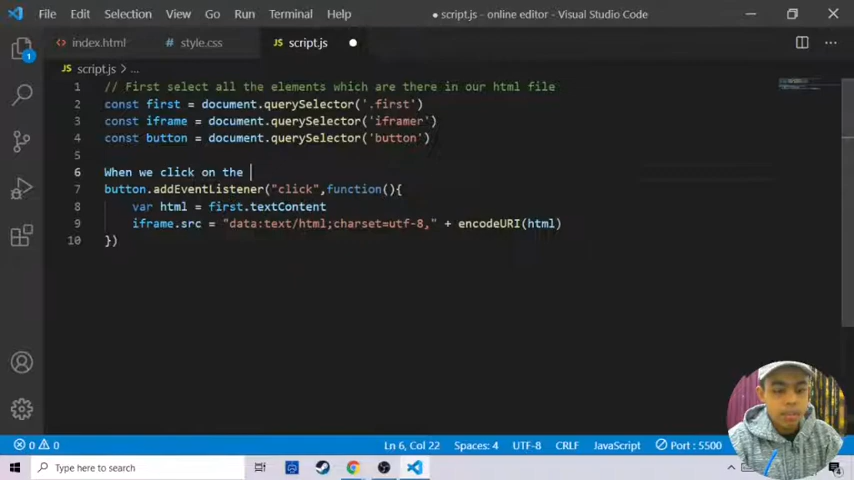 File Edit Selection View Go Run Terminal Help ● script.js - online editor - Visual Studio Code
index.html # style.css JS script.js
JS script.js > ...
1 // First select all the elements which are there in our html file
2 const first = document.querySelector('.first')
3 const iframe = document.querySelector('iframer')
4 const button = document.querySelector('button')
5
6 When we click on the
7 button.addEventListener("click",function(){
8 var html = first.textContent
9 iframe.src = "data:text/html;charset=utf-8," + encodeURI(html)
10 })
1
0 0 Ln 6, Col 22 Spaces: 4 UTF-8 CRLF JavaScript Port : 5500
Type here to search
4